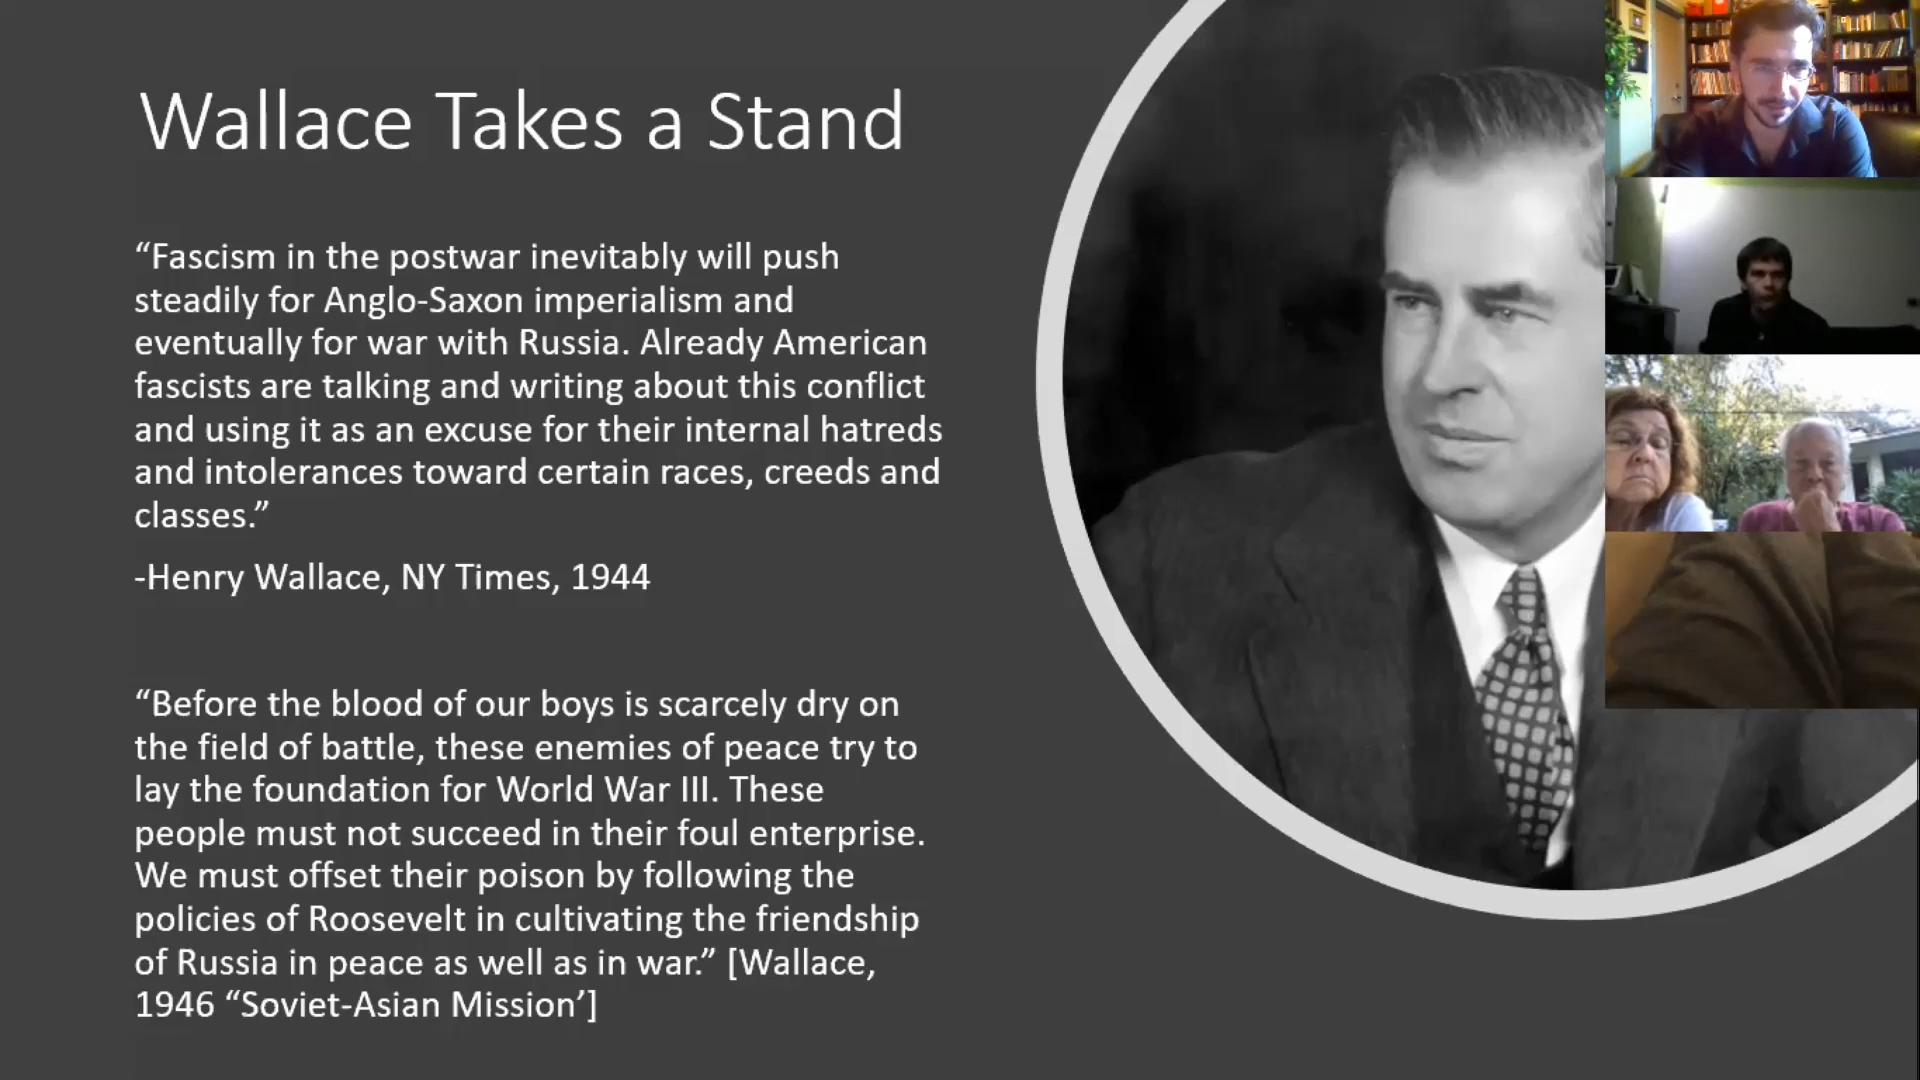 Wallace Takes a Stand
“Fascism in the postwar inevitably will push
steadily for Anglo-Saxon imperialism and
eventually for war with Russia. Already American
fascists are talking and writing about this conflict
and using it as an excuse for their internal hatreds
and intolerances toward certain races, creeds and
classes.”
-Henry Wallace, NY Times, 1944
“Before the blood of our boys is scarcely dry on
the field of battle, these enemies of peace try to
lay the foundation for World War III. These
people must not succeed in their foul enterprise.
We must offset their poison by following the
policies of Roosevelt in cultivating the friendship
of Russia in peace as well as in war.” [Wallace,
1946 “Soviet-Asian Mission’]